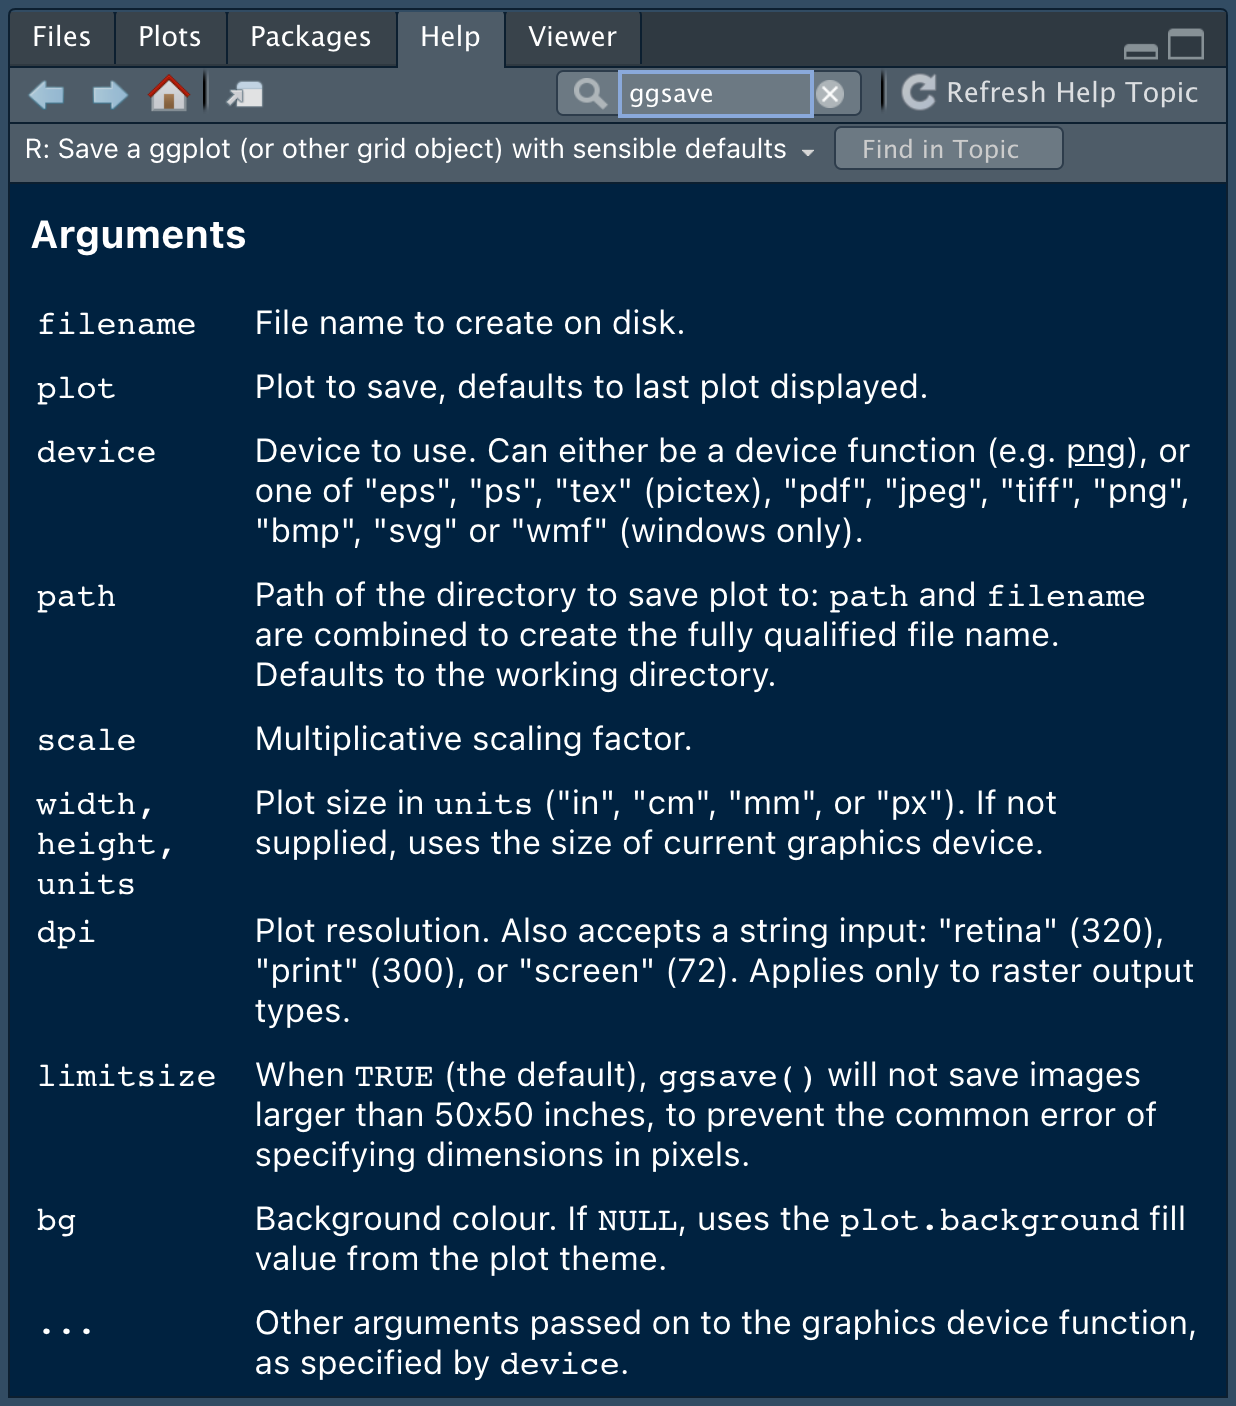 Files Plots Packages Help Viewer
ggsave Refresh Help Topic
R: Save a ggplot (or other grid object) with sensible defaults Find in Topic
Arguments
filename File name to create on disk.
plot Plot to save, defaults to last plot displayed.
device Device to use. Can either be a device function (e.g. png), or
one of "eps", "ps", "tex" (pictex), "pdf", "jpeg", "tiff", "png",
"bmp", "svg" or "wmf" (windows only).
path Path of the directory to save plot to: path and filename
are combined to create the fully qualified file name.
Defaults to the working directory.
scale Multiplicative scaling factor.
width, Plot size in units ("in", "cm", "mm", or "px"). If not
height, supplied, uses the size of current graphics device.
units
dpi Plot resolution. Also accepts a string input: "retina" (320),
"print" (300), or "screen" (72). Applies only to raster output
types.
limitsize When TRUE (the default), ggsave() will not save images
larger than 50x50 inches, to prevent the common error of
specifying dimensions in pixels.
bg Background colour. If NULL, uses the plot.background fill
value from the plot theme.
... Other arguments passed on to the graphics device function,
as specified by device.